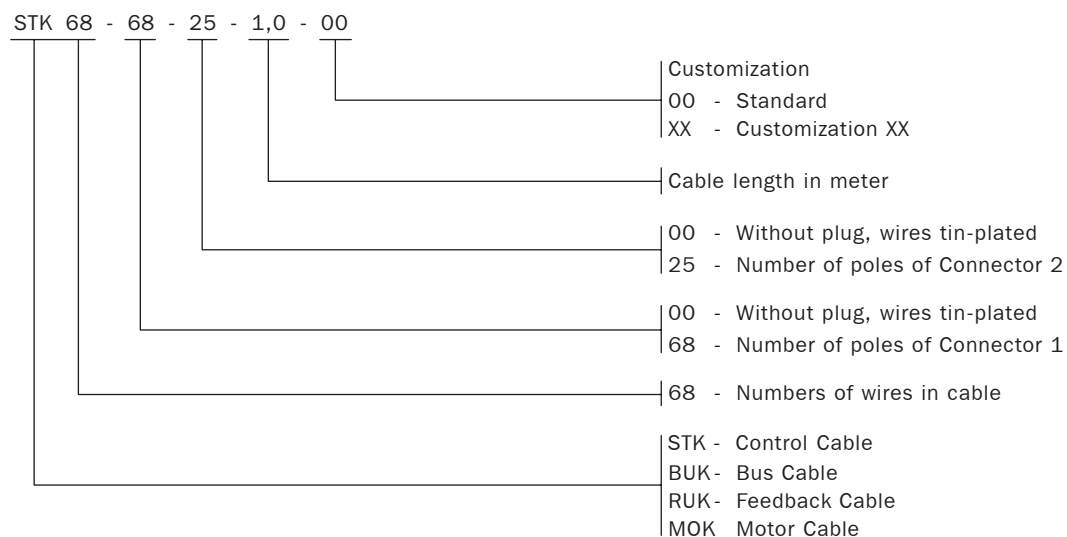 STK 68 - 68 - 25 - 1,0 - 00
Customization
00 - Standard
XX - Customization XX
Cable length in meter
00 - Without plug, wires tin-plated
25 - Number of poles of Connector 2
00 - Without plug, wires tin-plated
68 - Number of poles of Connector 1
68 - Numbers of wires in cable
STK - Control Cable
BUK - Bus Cable
RUK - Feedback Cable
MOK Motor Cable